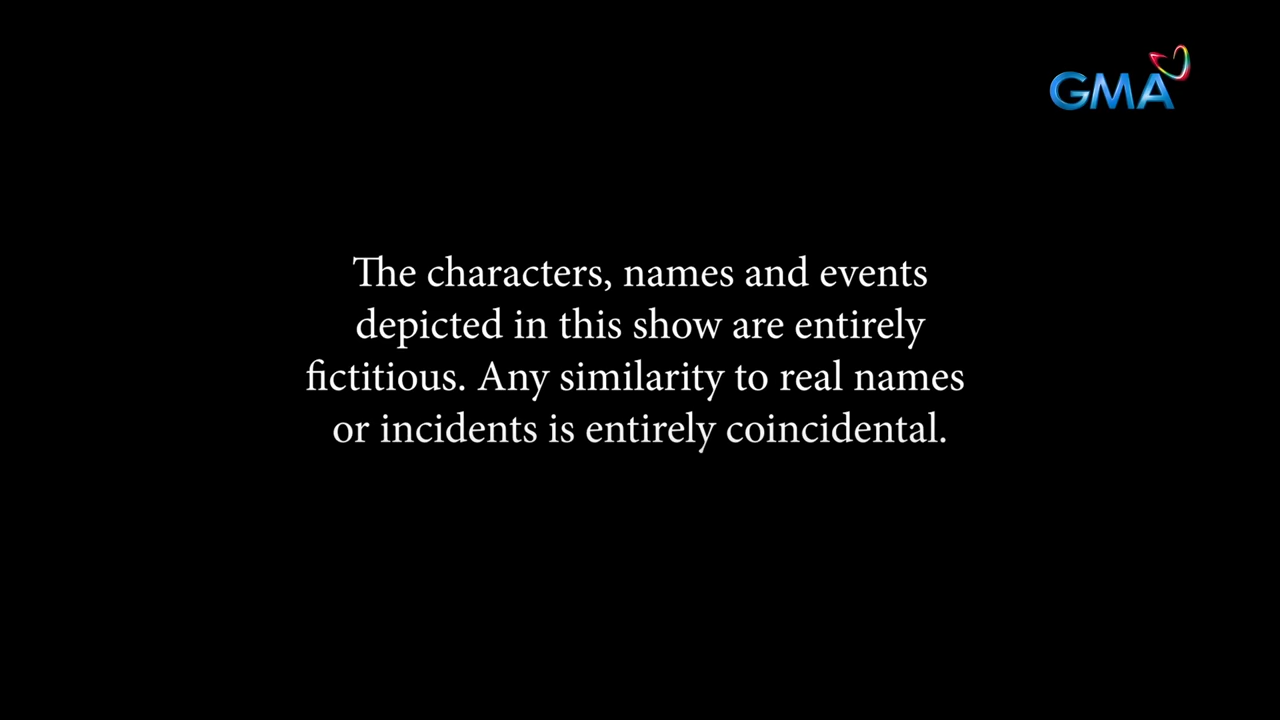 GMA
The characters, names and events
depicted in this show are entirely
fictitious. Any similarity to real names
or incidents is entirely coincidental.